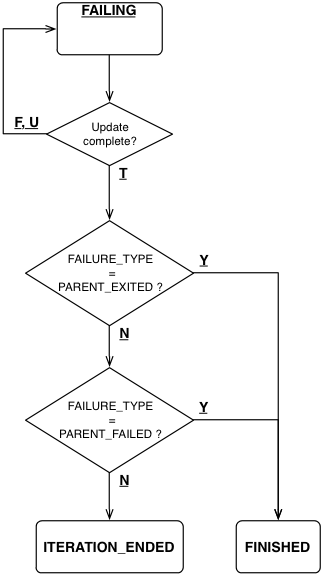 FAILING
F, U
Update
complete?
T
FAILURE_TYPE
=
PARENT_EXITED ?
Y
N
FAILURE_TYPE
=
PARENT_FAILED ?
Y
N
ITERATION_ENDED
FINISHED